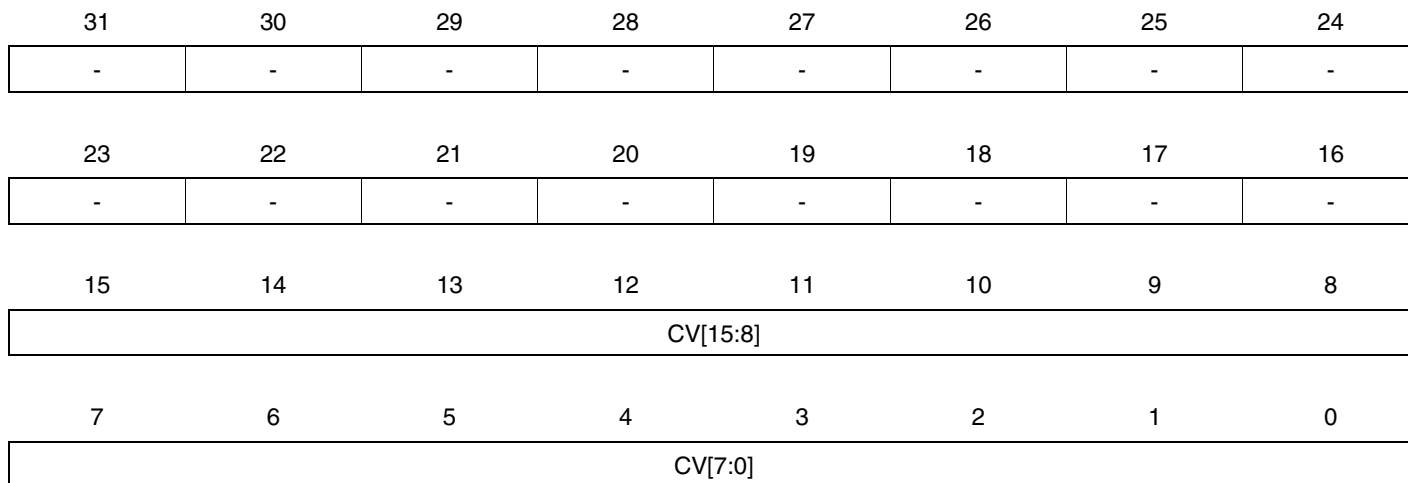 31 30 29 28 27 26 25 24
- - - - - - - -
23 22 21 20 19 18 17 16
- - - - - - - -
15 14 13 12 11 10 9 8
CV[15:8]
7 6 5 4 3 2 1 0
CV[7:0]